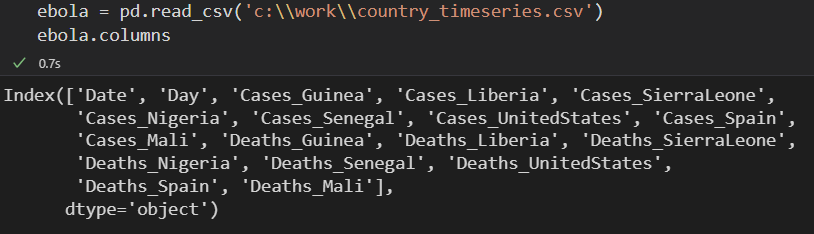 ebola = pd.read_csv('c:\\work\\country_timeseries.csv')
ebola.columns
✓ 0.7s
Index(['Date', 'Day', 'Cases_Guinea', 'Cases_Liberia', 'Cases_SierraLeone',
'Cases_Nigeria', 'Cases_Senegal', 'Cases_UnitedStates', 'Cases_Spain',
'Cases_Mali', 'Deaths_Guinea', 'Deaths_Liberia', 'Deaths_SierraLeone',
'Deaths_Nigeria', 'Deaths_Senegal', 'Deaths_UnitedStates',
'Deaths_Spain', 'Deaths_Mali'],
dtype='object')